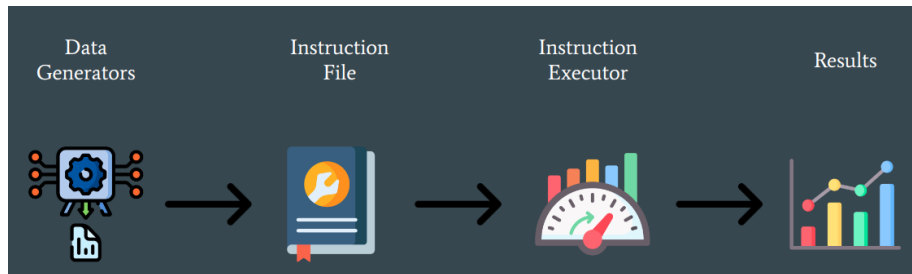 Data
Generators
Instruction
File
Instruction
Executor
Results